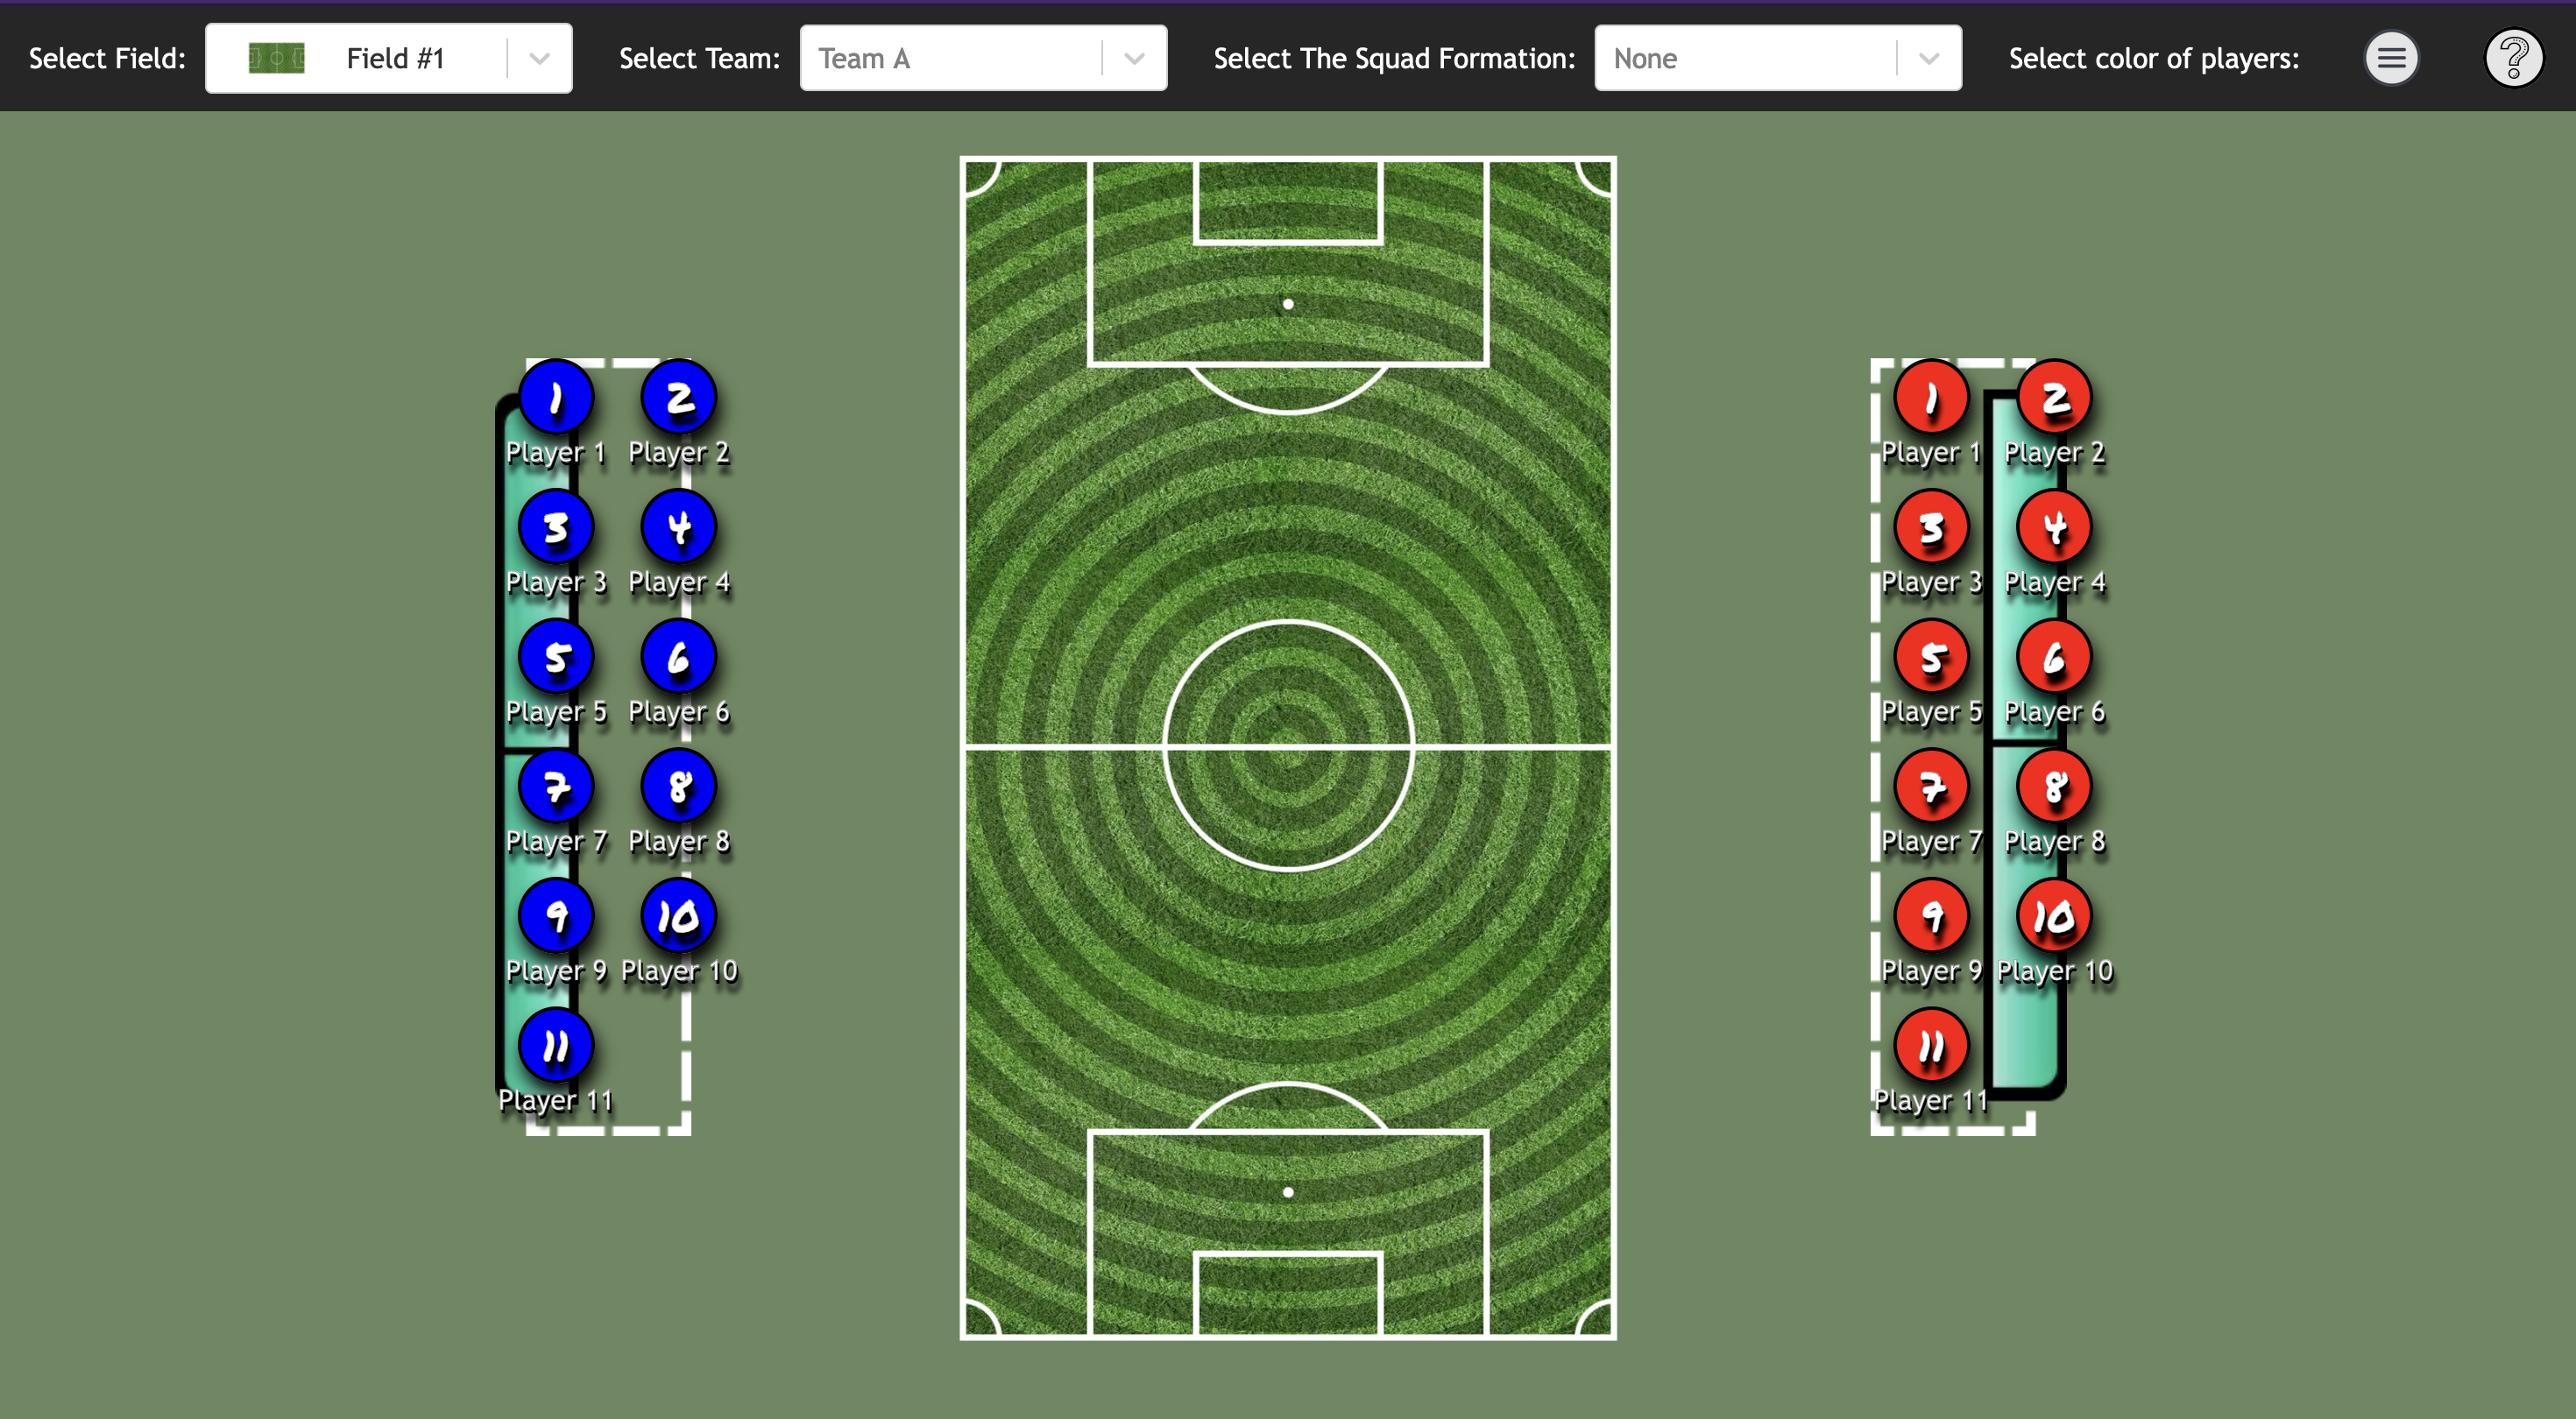 Select Field: Field #1 Select Team: Team A Select The Squad Formation: None Select color of players: ?
1 2
Player 1 Player 2
3 4
Player 3 Player 4
5 6
Player 5 Player 6
7 8
Player 7 Player 8
9 10
Player 9 Player 10
11
Player 11
1 2
Player 1 Player 2
3 4
Player 3 Player 4
5 6
Player 5 Player 6
7 8
Player 7 Player 8
9 10
Player 9 Player 10
11
Player 11